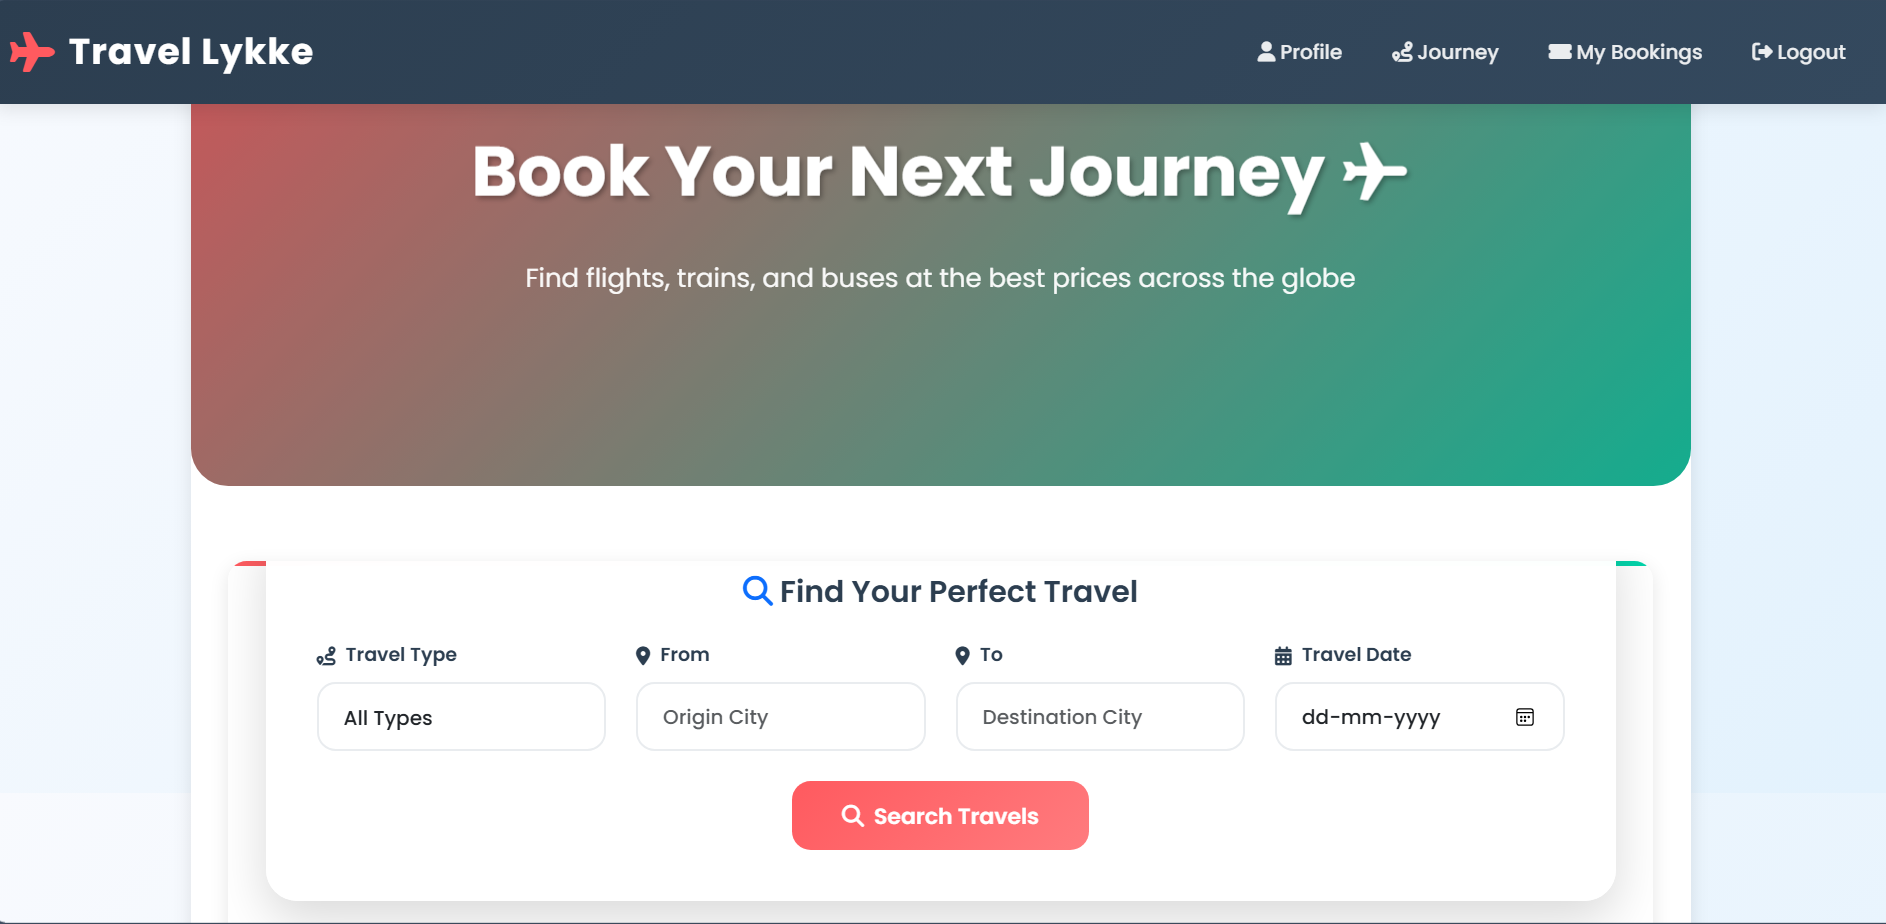 Travel Lykke
Profile
Journey
My Bookings
Logout
Book Your Next Journey
Find flights, trains, and buses at the best prices across the globe
Find Your Perfect Travel
Travel Type
From
To
Travel Date
All Types
Origin City
Destination City
dd-mm-yyyy
Search Travels